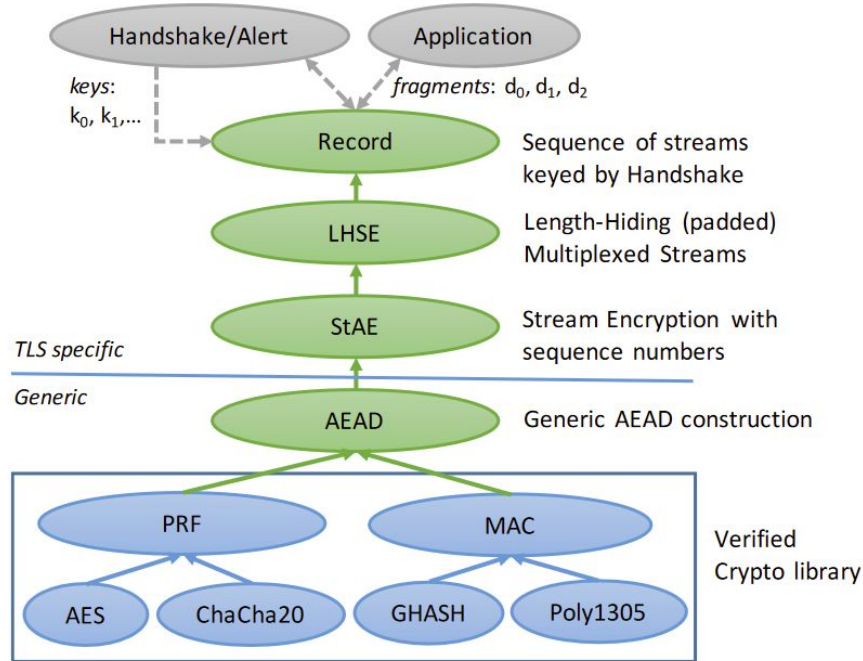 Handshake/Alert
Application
keys:
k₀, k₁,...
fragments: d₀, d₁, d₂
Record
Sequence of streams
keyed by Handshake
LHSE
Length-Hiding (padded)
Multiplexed Streams
StAE
Stream Encryption with
sequence numbers
TLS specific
Generic
AEAD
Generic AEAD construction
PRF
MAC
Verified
Crypto library
AES
ChaCha20
GHASH
Poly1305